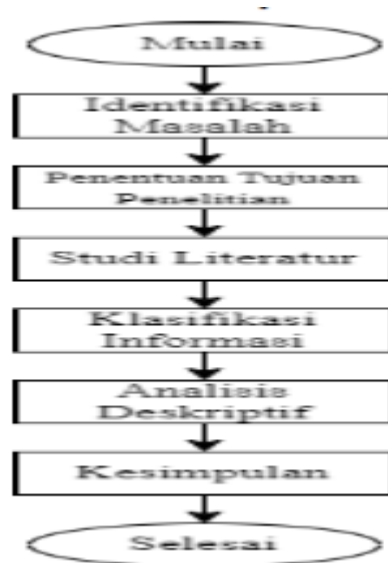 Mulai
Identifikasi
Masalah
Penentuan Tujuan
Penelitian
Studi Literatur
Klasifikasi
Informasi
Analisis
Deskriptif
Kesimpulan
Selesai